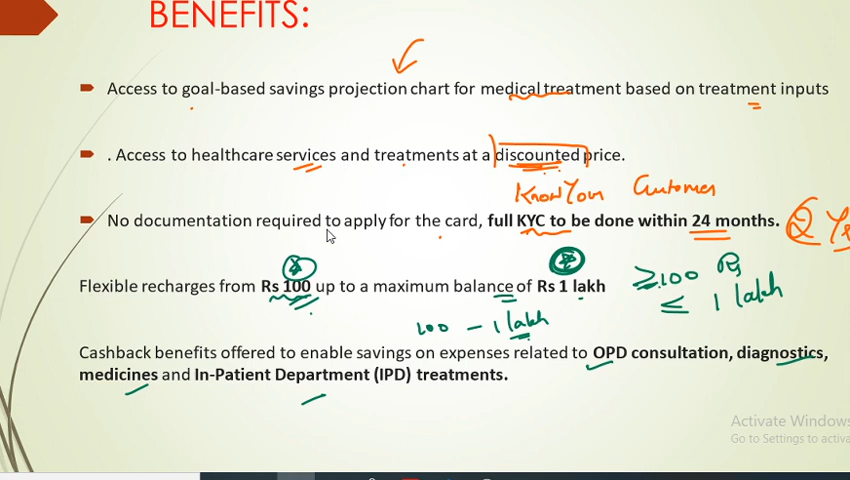 BENEFITS:
Access to goal-based savings projection chart for medical treatment based on treatment inputs
. Access to healthcare services and treatments at a discounted price.
Know Your Customer
No documentation required to apply for the card, full KYC to be done within 24 months.
2 Yr
Flexible recharges from Rs 100 up to a maximum balance of Rs 1 lakh
≥ 100 Rs
≤ 1 lakh
100 - 1 lakh
Cashback benefits offered to enable savings on expenses related to OPD consultation, diagnostics,
medicines and In-Patient Department (IPD) treatments.
Activate Windows
Go to Settings to activa